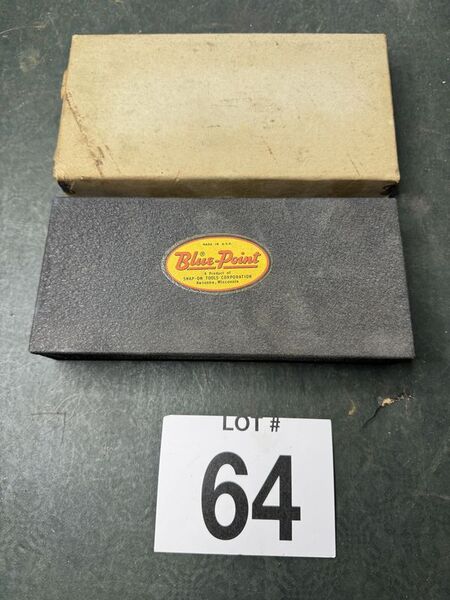 MADE IN U.S.A.
Blue-Point
®
A Product of
SNAP-ON TOOLS CORPORATION
Kenosha, Wisconsin
LOT #
64